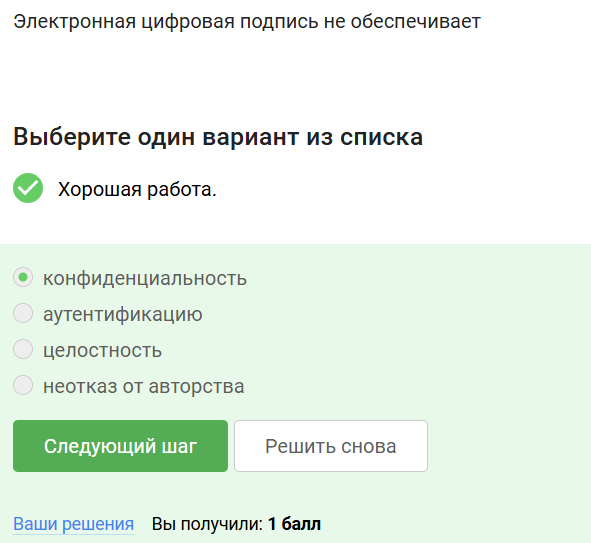 Электронная цифровая подпись не обеспечивает
Выберите один вариант из списка
Хорошая работа.
конфиденциальность
аутентификацию
целостность
неотказ от авторства
Следующий шаг
Решить снова
Ваши решения Вы получили: 1 балл